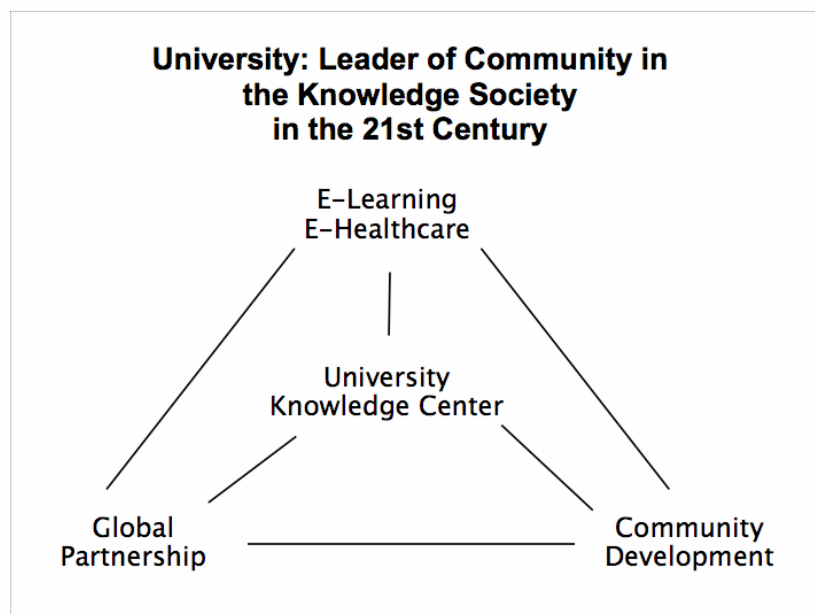 University: Leader of Community in
the Knowledge Society
in the 21st Century
E-Learning
E-Healthcare
University
Knowledge Center
Global
Partnership
Community
Development